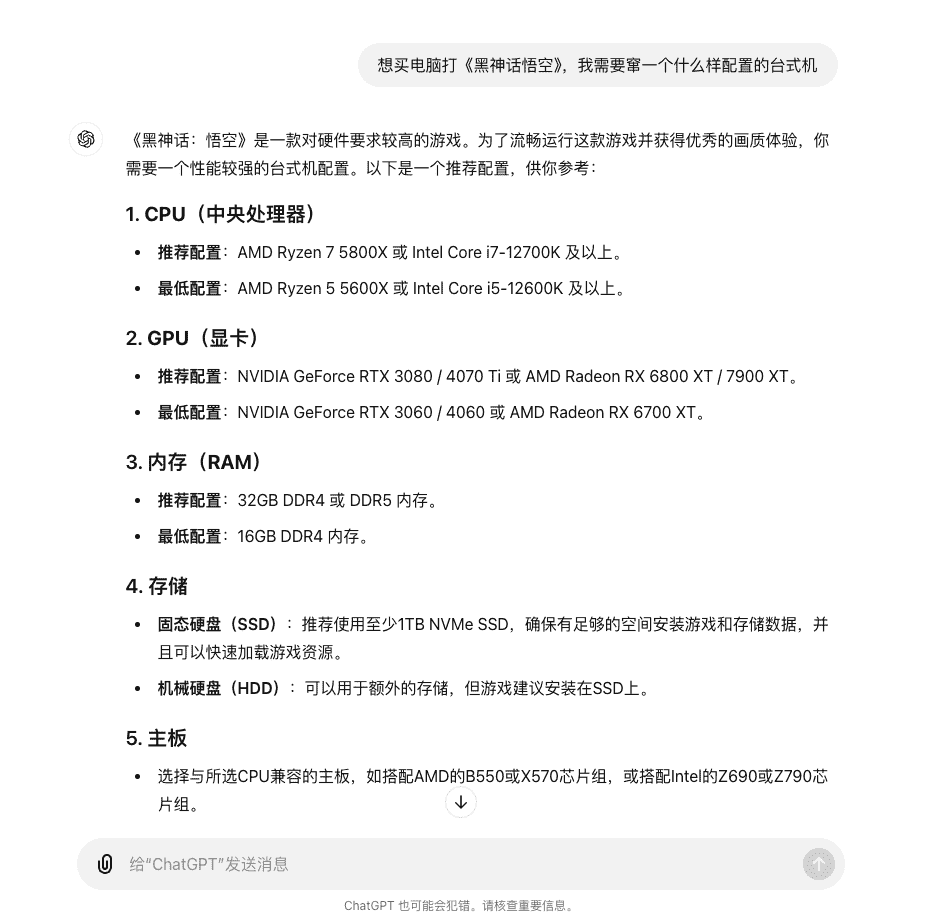 想买电脑打《黑神话悟空》，我需要窜一个什么样配置的台式机
《黑神话：悟空》是一款对硬件要求较高的游戏。为了流畅运行这款游戏并获得优秀的画质体验，你
需要一个性能较强的台式机配置。以下是一个推荐配置，供你参考：
1. CPU（中央处理器）
• 推荐配置：AMD Ryzen 7 5800X 或 Intel Core i7-12700K 及以上。
• 最低配置：AMD Ryzen 5 5600X 或 Intel Core i5-12600K 及以上。
2. GPU（显卡）
• 推荐配置：NVIDIA GeForce RTX 3080 / 4070 Ti 或 AMD Radeon RX 6800 XT / 7900 XT。
• 最低配置：NVIDIA GeForce RTX 3060 / 4060 或 AMD Radeon RX 6700 XT。
3. 内存（RAM）
• 推荐配置：32GB DDR4 或 DDR5 内存。
• 最低配置：16GB DDR4 内存。
4. 存储
• 固态硬盘（SSD）：推荐使用至少1TB NVMe SSD，确保有足够的空间安装游戏和存储数据，并
且可以快速加载游戏资源。
• 机械硬盘（HDD）：可以用于额外的存储，但游戏建议安装在SSD上。
5. 主板
• 选择与所选CPU兼容的主板，如搭配AMD的B550或X570芯片组，或搭配Intel的Z690或Z790芯
片组。
给“ChatGPT”发送消息
ChatGPT 也可能会犯错。请核查重要信息。